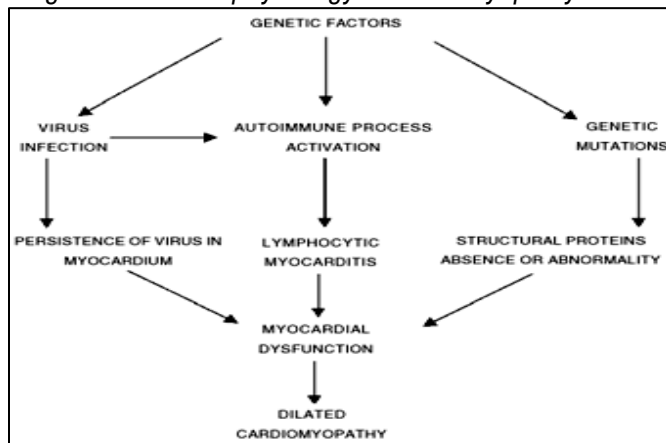 GENETIC FACTORS
VIRUS
INFECTION
AUTOIMMUNE PROCESS
ACTIVATION
GENETIC
MUTATIONS
PERSISTENCE OF VIRUS IN
MYOCARDIUM
LYMPHOCYTIC
MYOCARDITIS
STRUCTURAL PROTEINS
ABSENCE OR ABNORMALITY
MYOCARDIAL
DYSFUNCTION
DILATED
CARDIOMYOPATHY